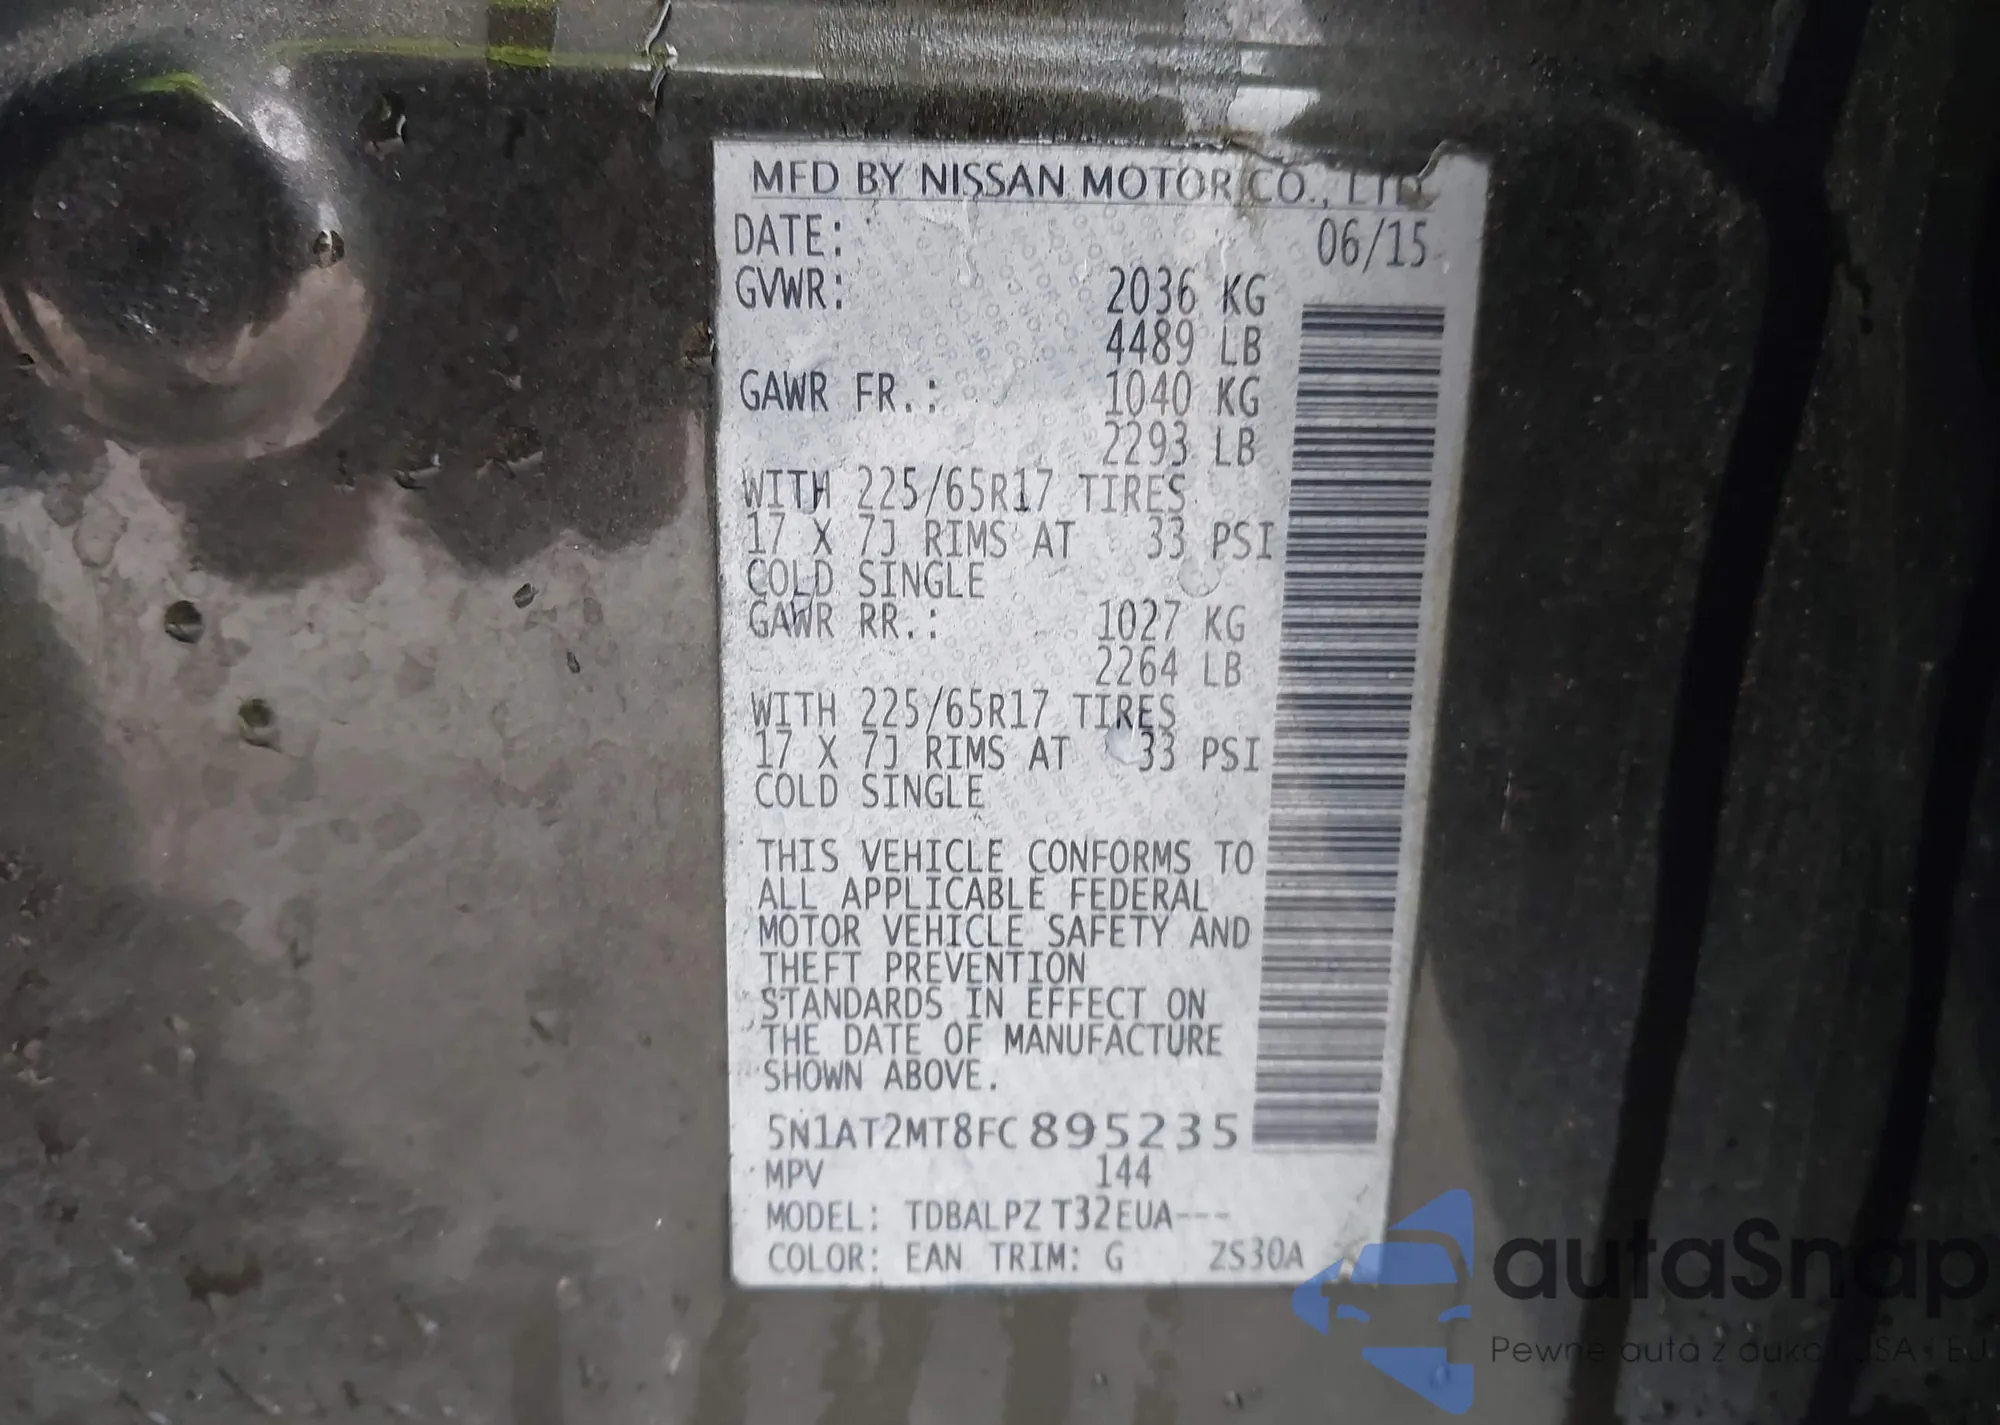 MFD BY NISSAN MOTOR CO., LTD.
DATE: 06/15
GVWR: 2036 KG
4489 LB
GAWR FR.: 1040 KG
2293 LB
WITH 225/65R17 TIRES
17 X 7J RIMS AT 33 PSI
COLD SINGLE
GAWR RR.: 1027 KG
2264 LB
WITH 225/65R17 TIRES
17 X 7J RIMS AT 33 PSI
COLD SINGLE
THIS VEHICLE CONFORMS TO
ALL APPLICABLE FEDERAL
MOTOR VEHICLE SAFETY AND
THEFT PREVENTION
STANDARDS IN EFFECT ON
THE DATE OF MANUFACTURE
SHOWN ABOVE.
5N1AT2MT8FC895235
MPV 144
MODEL: TDBALPZ T32EUA---
COLOR: EAN TRIM: G 2S30A
autaSnap
Pewne auta z aukcji USA